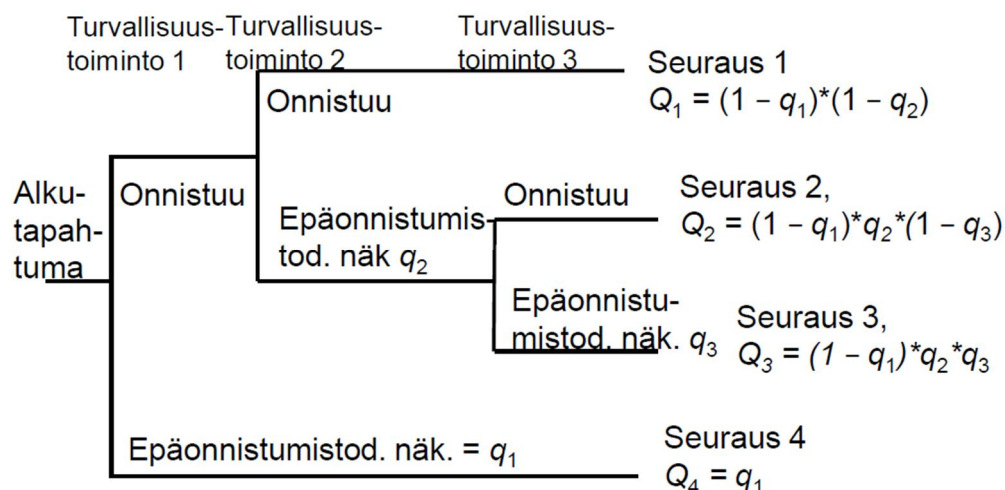 Turvallisuus-
toiminto 1
Turvallisuus-
toiminto 2
Turvallisuus-
toiminto 3
Seuraus 1
Q₁ = (1 – q₁)*(1 – q₂)
Onnistuu
Alku-
tapah-
tuma
Onnistuu
Onnistuu
Seuraus 2,
Q₂ = (1 – q₁)*q₂*(1 – q₃)
Epäonnistumis-
tod. näk q₂
Epäonnistu-
mistod. näk. q₃
Seuraus 3,
Q₃ = (1 – q₁)*q₂*q₃
Epäonnistumistod. näk. = q₁
Seuraus 4
Q₄ = q₁